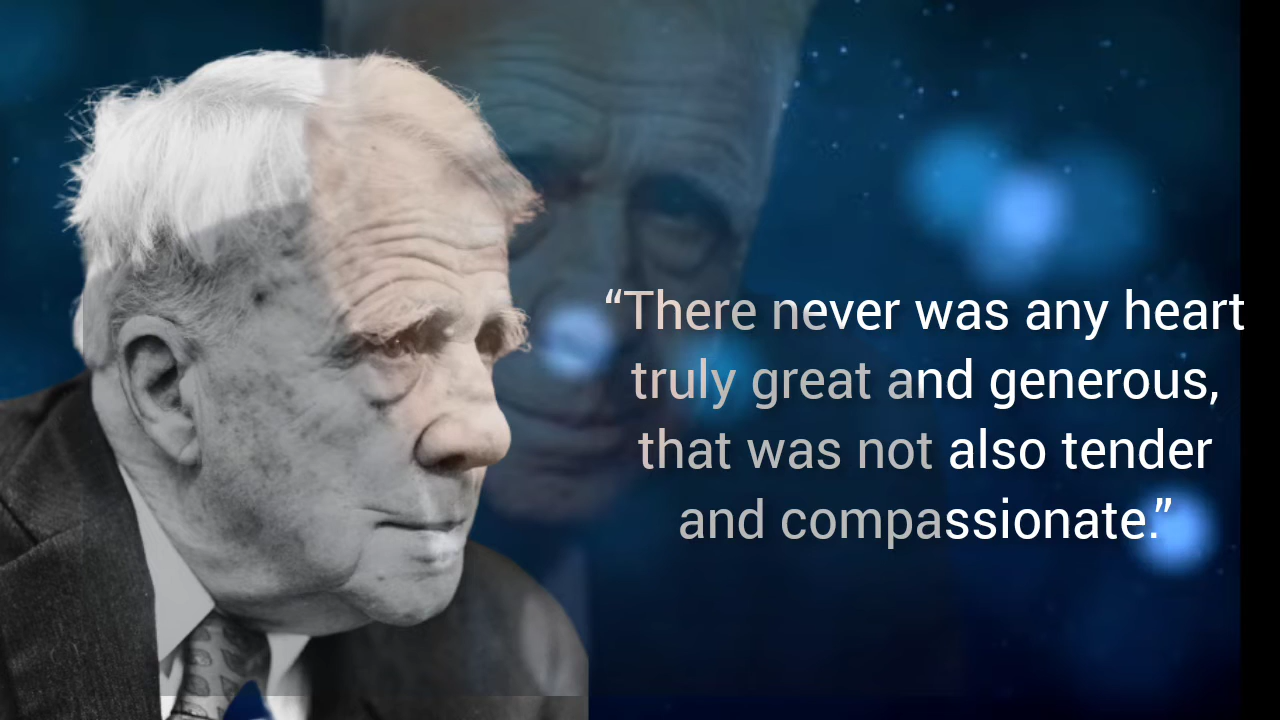 “There never was any heart
truly great and generous,
that was not also tender
and compassionate.”